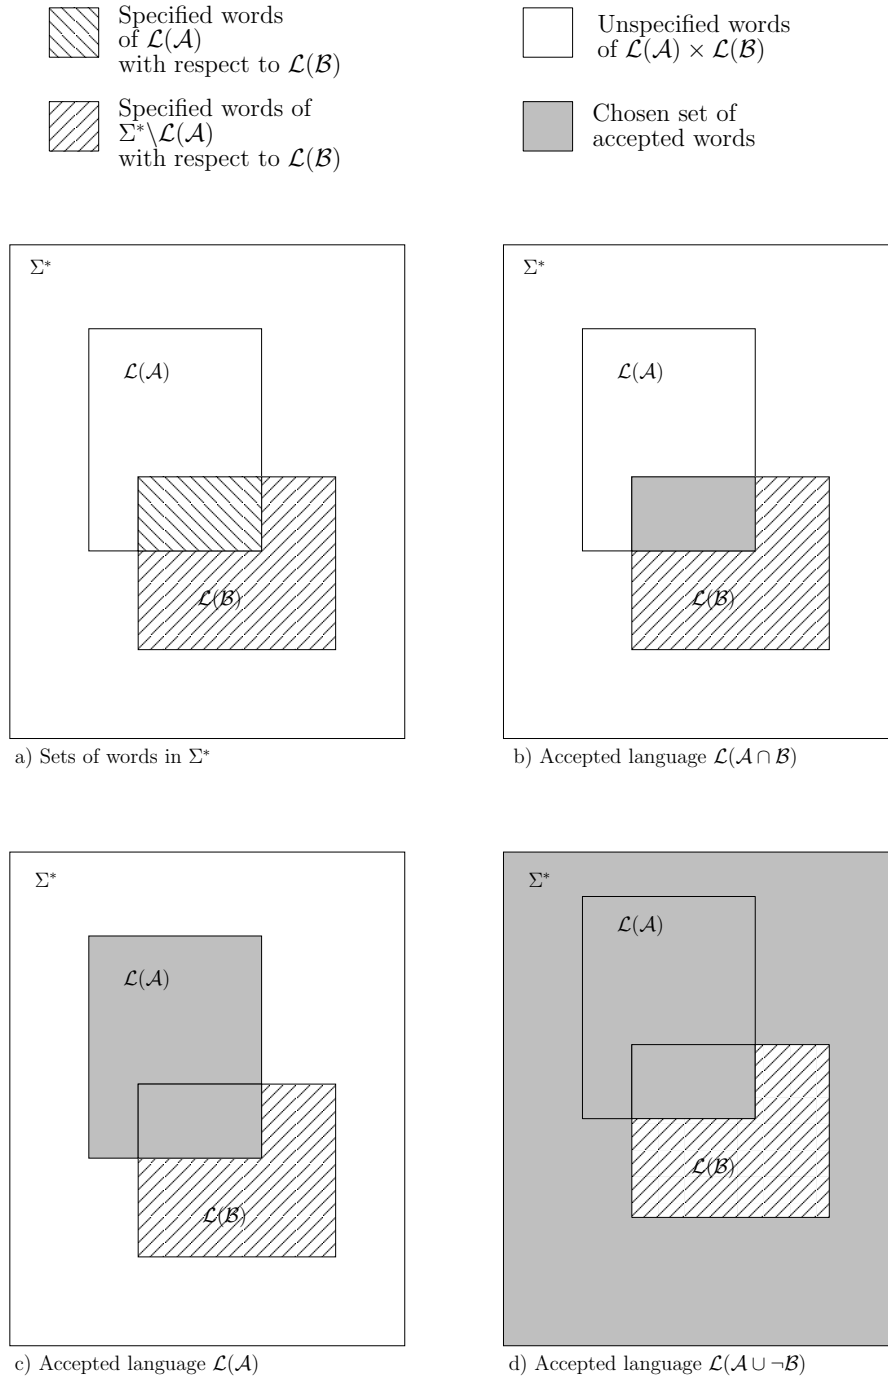 Specified words
of ℒ(𝒜)
with respect to ℒ(ℬ)
Unspecified words
of ℒ(𝒜) × ℒ(ℬ)
Specified words of
Σ*\ℒ(𝒜)
with respect to ℒ(ℬ)
Chosen set of
accepted words
Σ*
ℒ(𝒜)
ℒ(ℬ)
a) Sets of words in Σ*
Σ*
ℒ(𝒜)
ℒ(ℬ)
b) Accepted language ℒ(𝒜 ∩ ℬ)
Σ*
ℒ(𝒜)
ℒ(ℬ)
c) Accepted language ℒ(𝒜)
Σ*
ℒ(𝒜)
ℒ(ℬ)
d) Accepted language ℒ(𝒜 ∪ ¬ℬ)